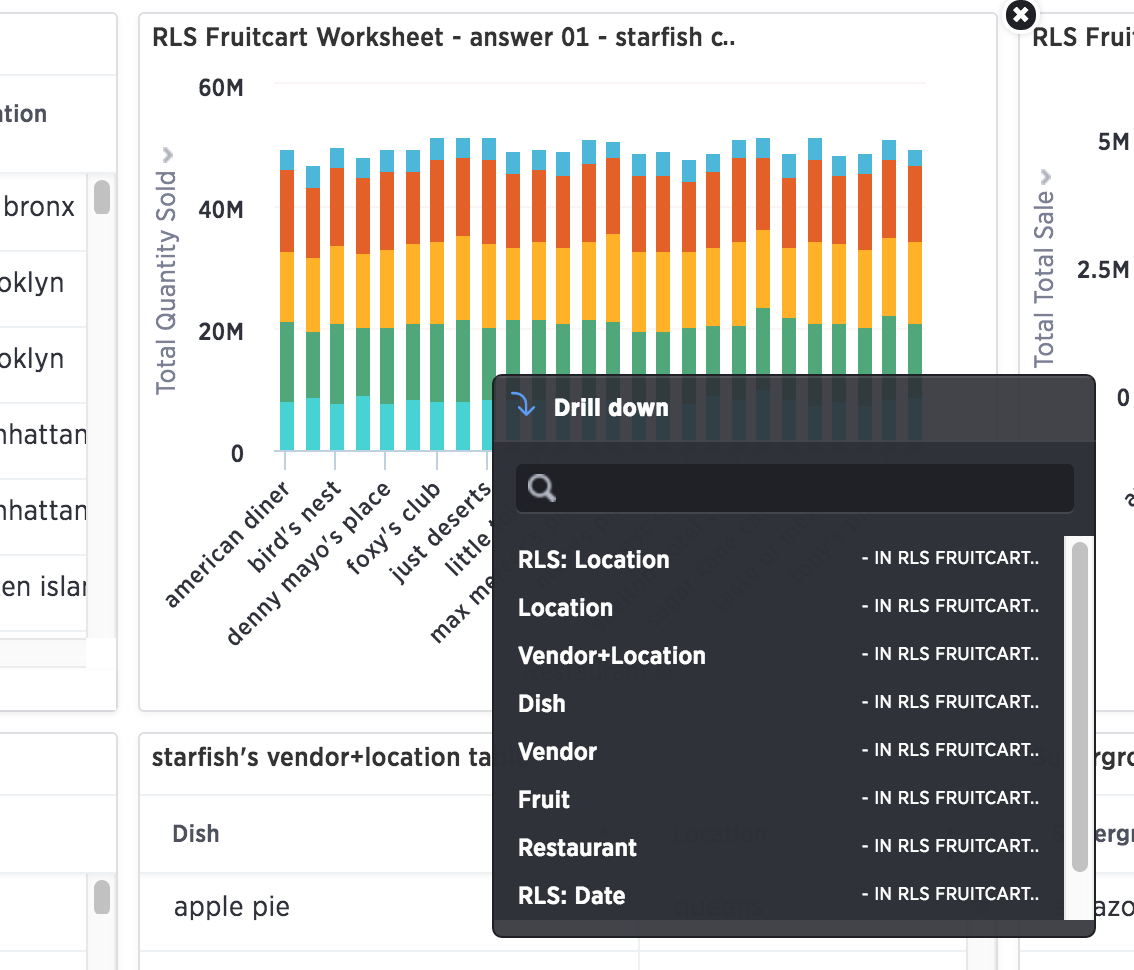 RLS Fruitcart Worksheet - answer 01 - starfish c..
RLS Frui
ation
bronx
oklyn
oklyn
nhattan
nhattan
en islan
Total Quantity Sold
60M
40M
20M
0
american diner
bird's nest
denny mayo's place
foxy's club
just deserts
little
max me
Total Total Sale
5M
2.5M
0
Drill down
RLS: Location - IN RLS FRUITCART..
Location - IN RLS FRUITCART..
Vendor+Location - IN RLS FRUITCART..
Dish - IN RLS FRUITCART..
Vendor - IN RLS FRUITCART..
Fruit - IN RLS FRUITCART..
Restaurant - IN RLS FRUITCART..
RLS: Date - IN RLS FRUITCART..
starfish's vendor+location ta
Dish
apple pie
ergro
ergr
azo